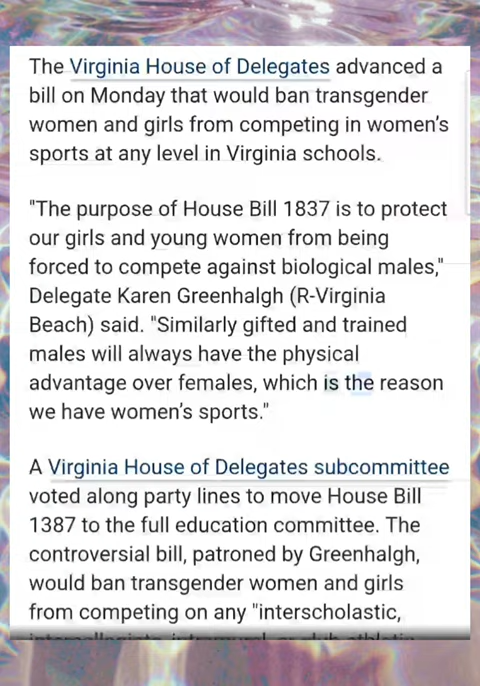 The Virginia House of Delegates advanced a
bill on Monday that would ban transgender
women and girls from competing in women's
sports at any level in Virginia schools.
"The purpose of House Bill 1837 is to protect
our girls and young women from being
forced to compete against biological males,"
Delegate Karen Greenhalgh (R-Virginia
Beach) said. "Similarly gifted and trained
males will always have the physical
advantage over females, which is the reason
we have women's sports."
A Virginia House of Delegates subcommittee
voted along party lines to move House Bill
1387 to the full education committee. The
controversial bill, patroned by Greenhalgh,
would ban transgender women and girls
from competing on any "interscholastic,